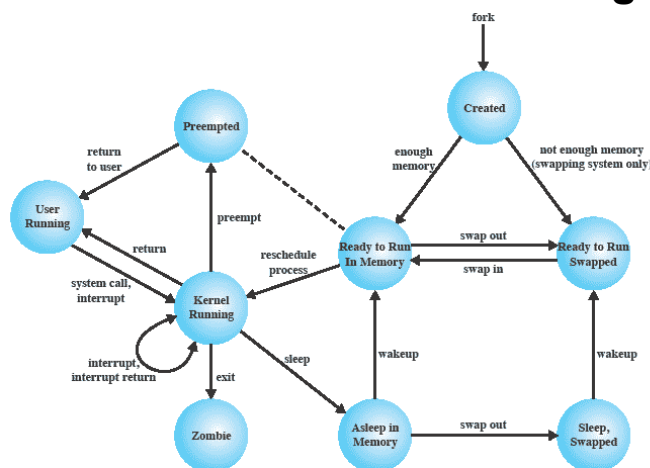 g
fork
Created
Preempted
enough
memory
not enough memory
(swapping system only)
return
to user
User
Running
preempt
return
Ready to Run
In Memory
swap out
swap in
Ready to Run
Swapped
reschedule
process
system call,
interrupt
Kernel
Running
interrupt,
interrupt return
sleep
wakeup
wakeup
exit
Zombie
Asleep in
Memory
swap out
Sleep,
Swapped